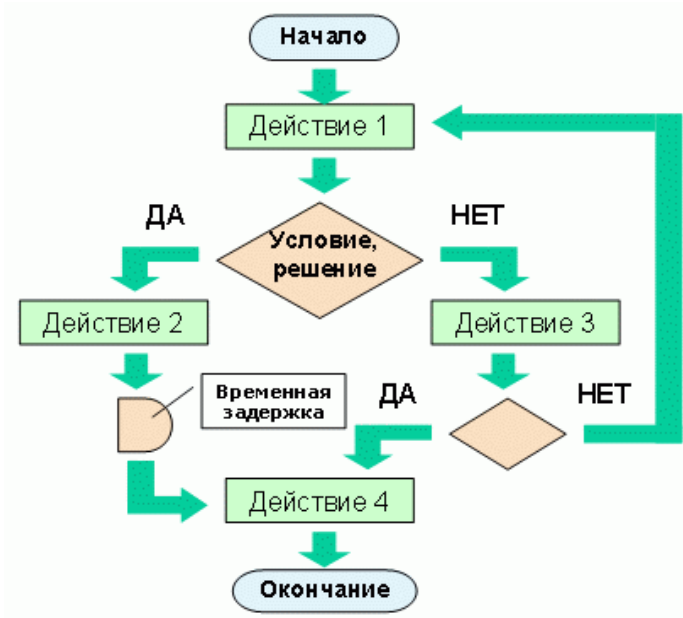 Начало
Действие 1
ДА
НЕТ
Условие,
решение
Действие 2
Действие 3
Временная
задержка
ДА
НЕТ
Действие 4
Окончание